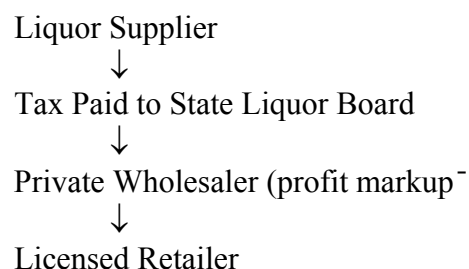 Liquor Supplier
↓
Tax Paid to State Liquor Board
↓
Private Wholesaler (profit markup
↓
Licensed Retailer